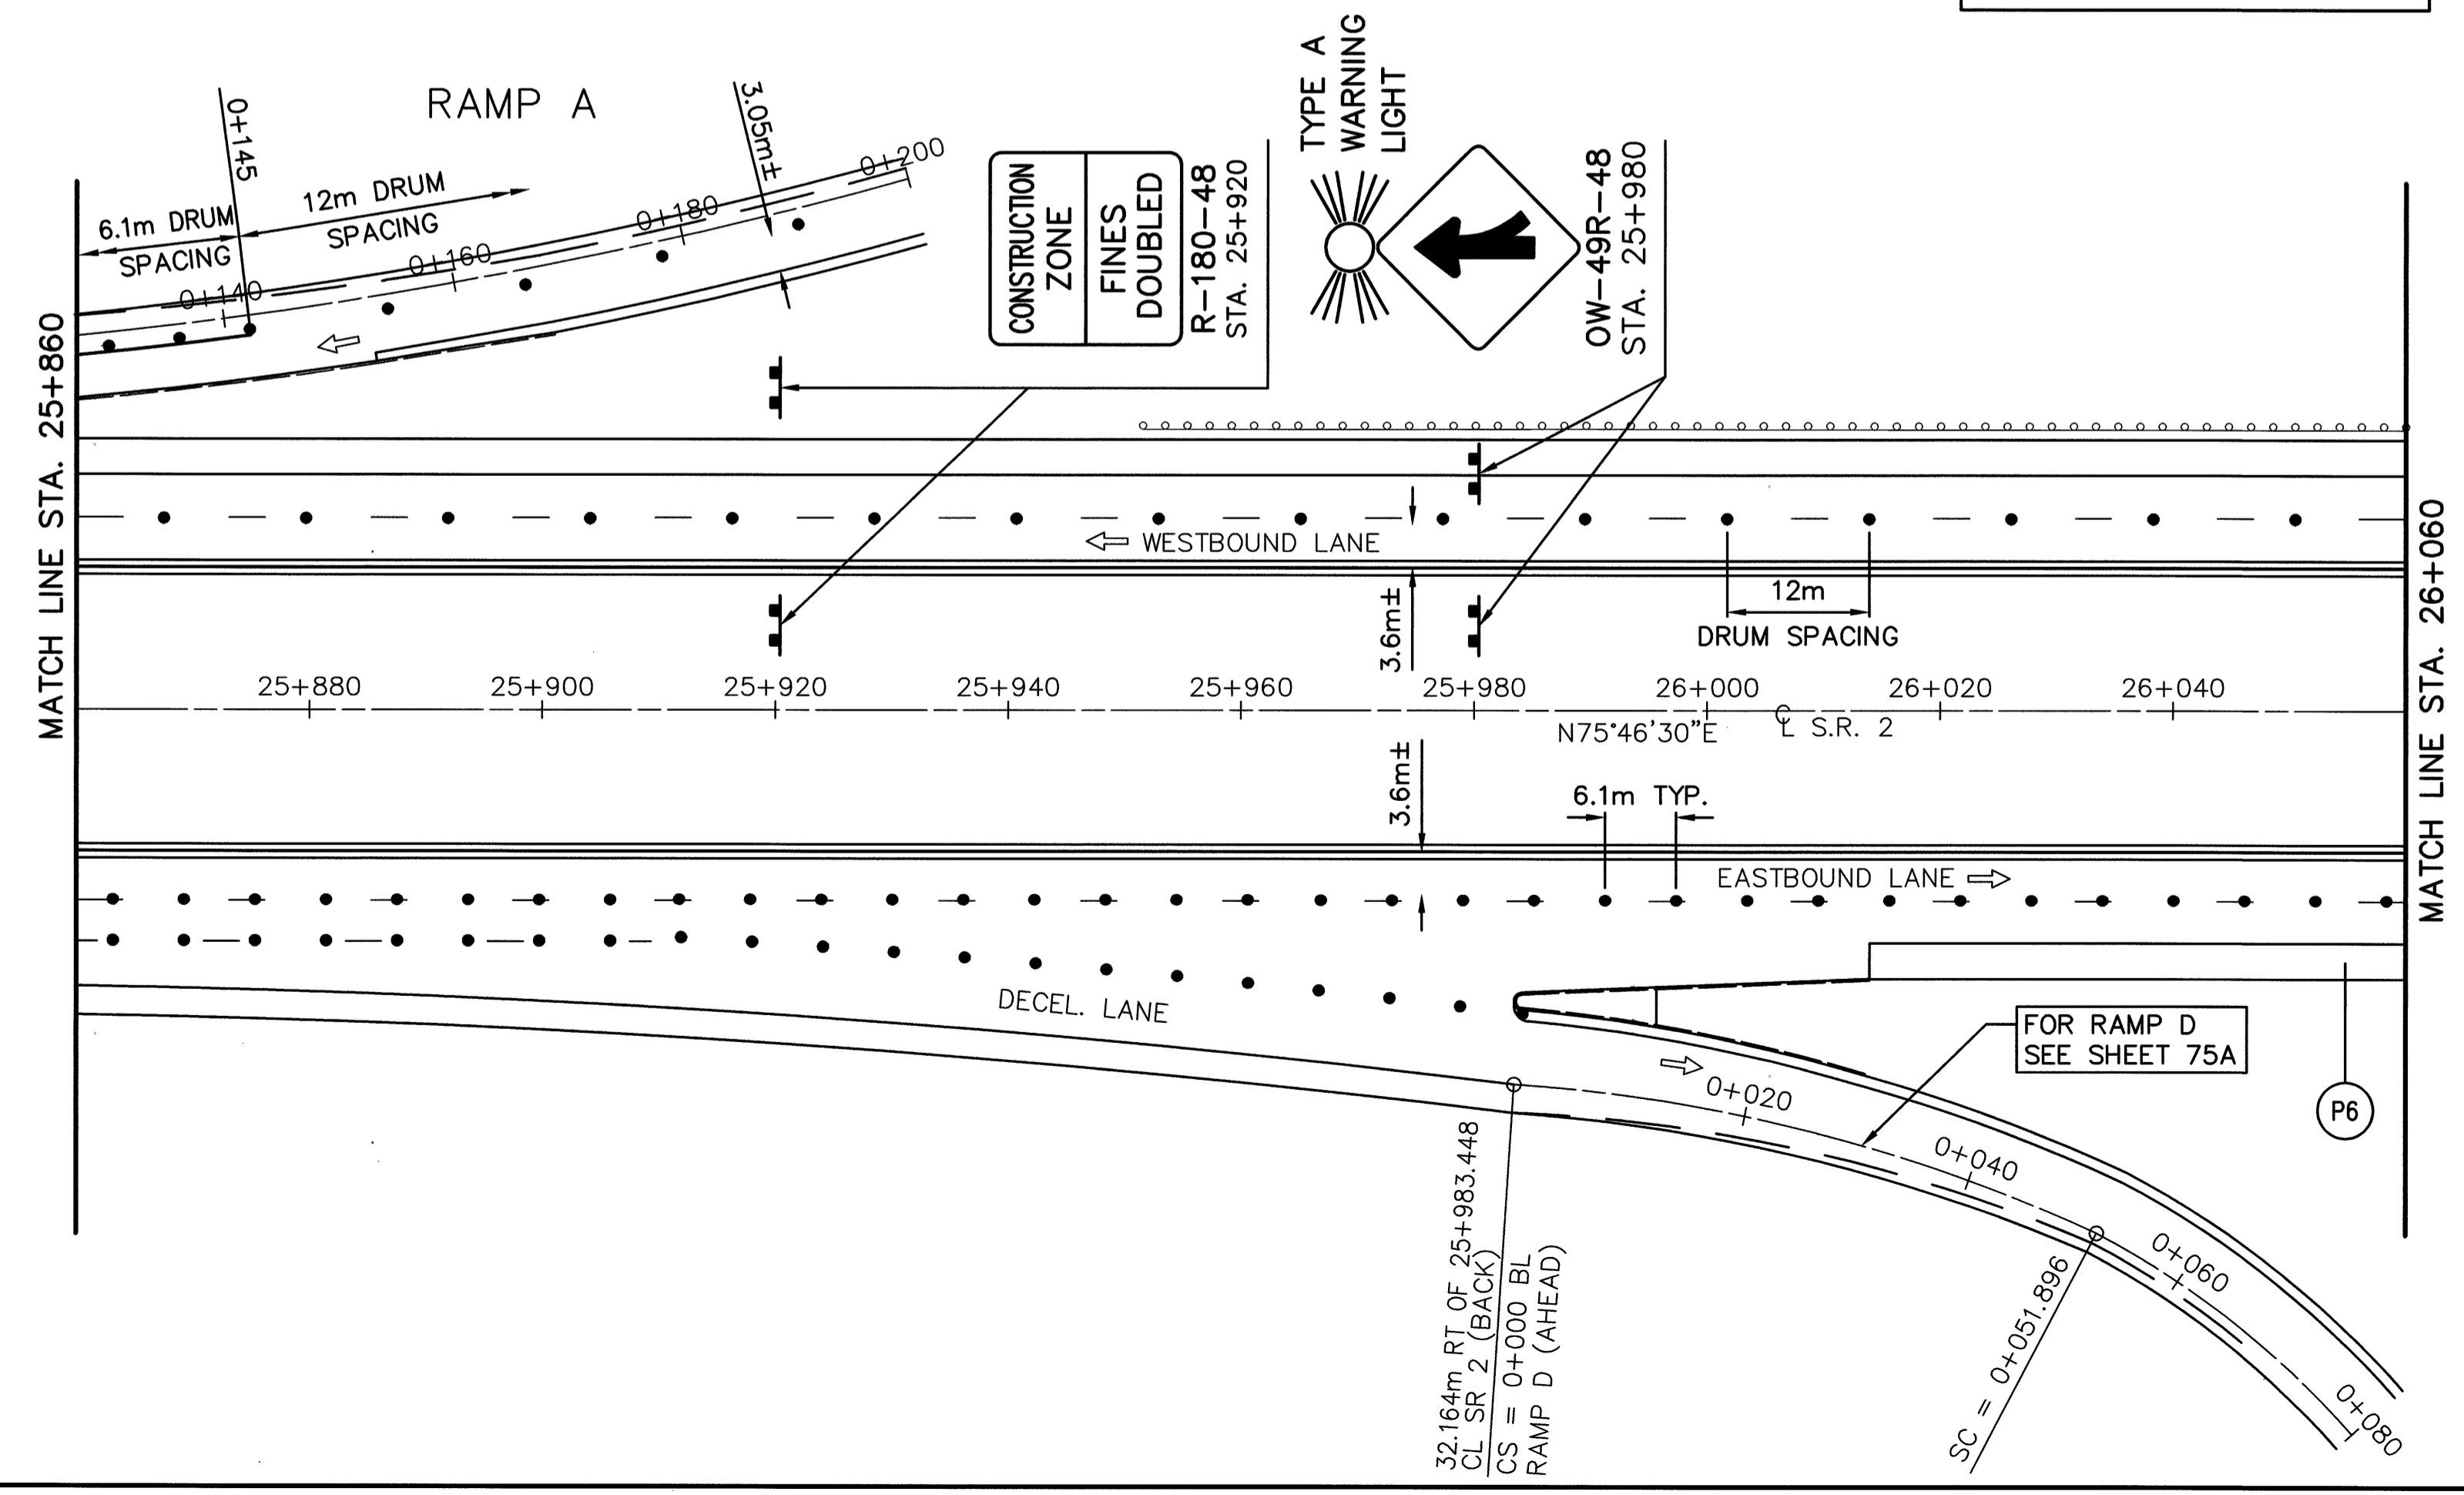 RAMP A
0+145
6.1m DRUM
SPACING
12m DRUM
SPACING
3.05m±
0+140
0+160
0+180
0+200
CONSTRUCTION
ZONE
FINES
DOUBLED
R-180-48
STA. 25+920
TYPE A
WARNING
LIGHT
OW-49R-48
STA. 25+980
MATCH LINE STA. 25+860
MATCH LINE STA. 26+060
WESTBOUND LANE
3.6m±
12m
DRUM SPACING
25+880
25+900
25+920
25+940
25+960
25+980
26+000
26+020
26+040
N75°46'30"E
℄ S.R. 2
3.6m±
6.1m TYP.
EASTBOUND LANE
DECEL. LANE
FOR RAMP D
SEE SHEET 75A
P6
0+020
0+040
0+060
0+080
32.164m RT OF 25+983.448
CL SR 2 (BACK)
CS = 0+000 BL
RAMP D (AHEAD)
SC = 0+051.896